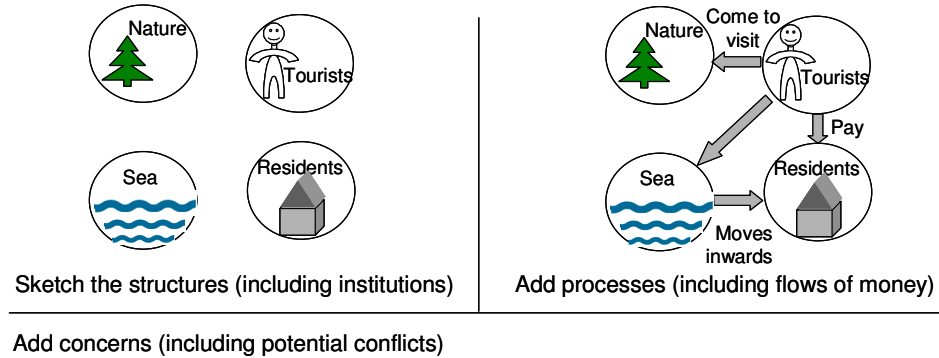 Nature
Tourists
Sea
Residents
Sketch the structures (including institutions)
Come to
visit
Nature
Tourists
Pay
Sea
Residents
Moves
inwards
Add processes (including flows of money)
Add concerns (including potential conflicts)